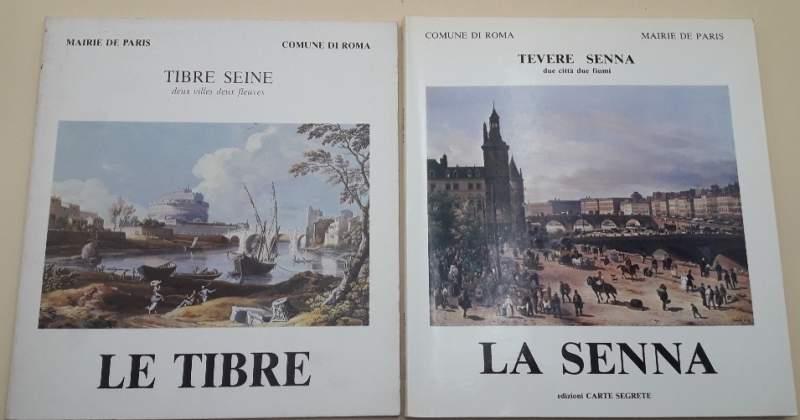 MAIRIE DE PARIS
COMUNE DI ROMA
TIBRE SEINE
deux villes deux fleuves
LE TIBRE
COMUNE DI ROMA
MAIRIE DE PARIS
TEVERE SENNA
due città due fiumi
LA SENNA
edizioni CARTE SEGRETE